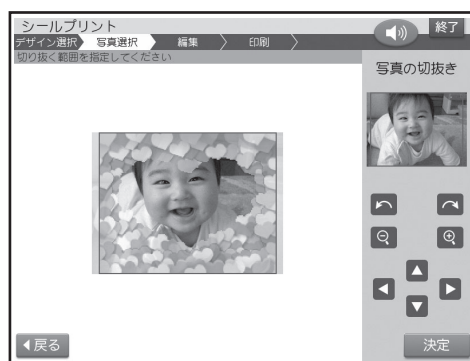 シールプリント
終了
デザイン選択 写真選択 編集 印刷
切り抜く範囲を指定してください
写真の切抜き
戻る
決定